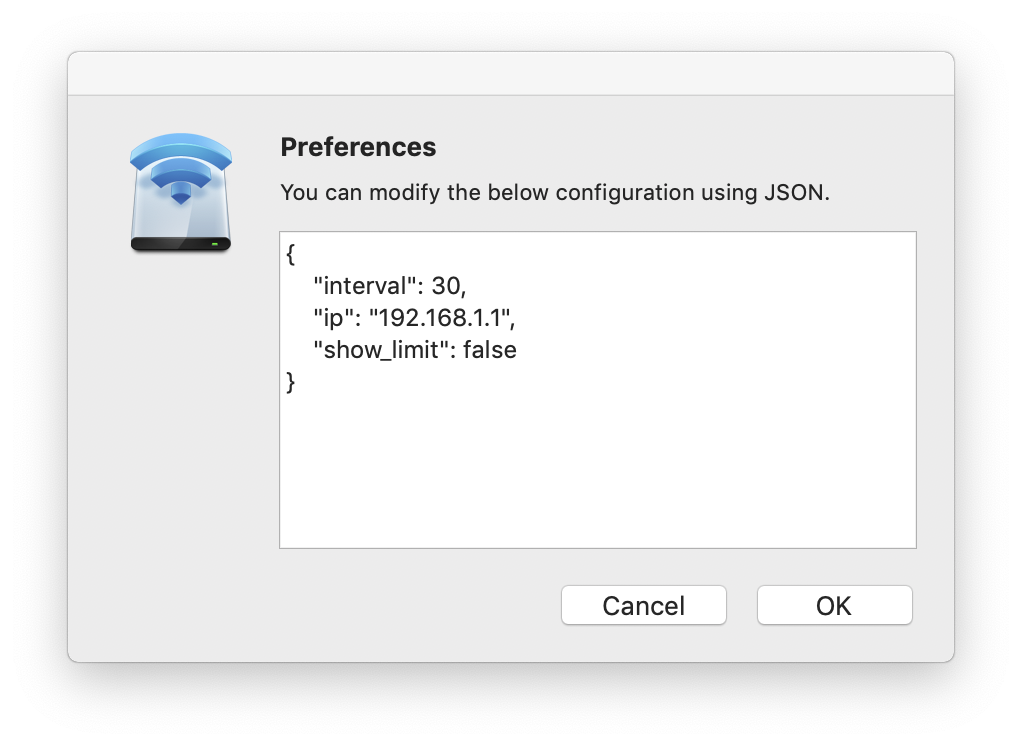 Preferences
You can modify the below configuration using JSON.
{
    "interval": 30,
    "ip": "192.168.1.1",
    "show_limit": false
}
Cancel
OK